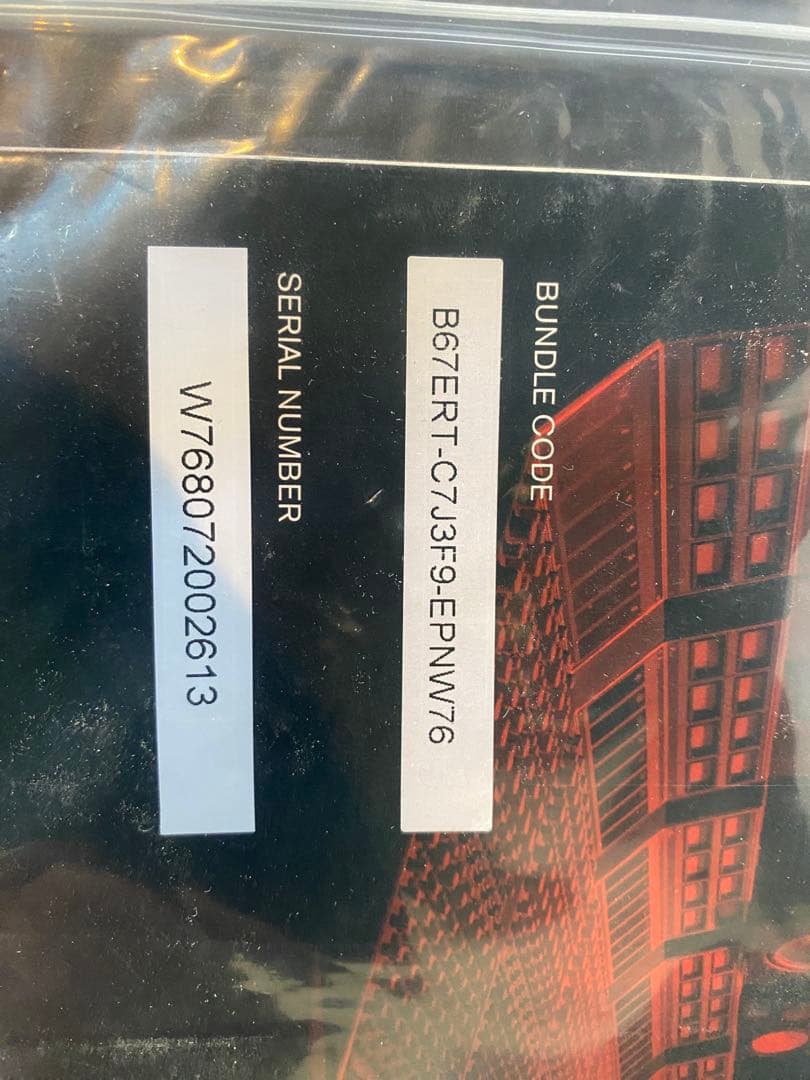 BUNDLE CODE
B67ERT-C7J3F9-EPNW76
SERIAL NUMBER
W768072002613